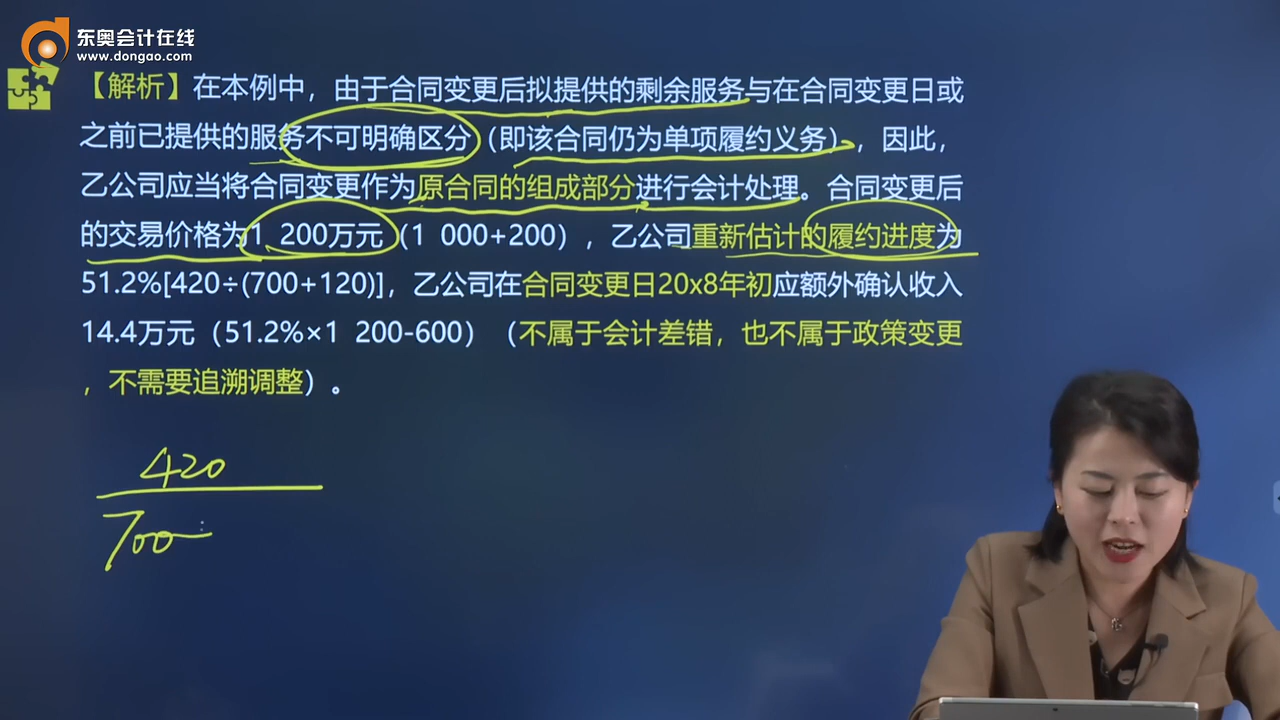 东奥会计在线
www.dongao.com
【解析】在本例中，由于合同变更后拟提供的剩余服务与在合同变更日或
之前已提供的服务不可明确区分（即该合同仍为单项履约义务），因此，
乙公司应当将合同变更作为原合同的组成部分进行会计处理。合同变更后
的交易价格为1 200万元（1 000+200），乙公司重新估计的履约进度为
51.2%[420÷(700+120)]，乙公司在合同变更日20x8年初应额外确认收入
14.4万元（51.2%×1 200-600）（不属于会计差错，也不属于政策变更
，不需要追溯调整）。
420
700